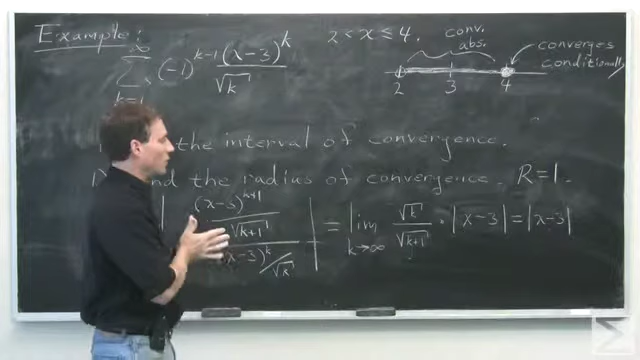 Example:
∞
∑ (-1)^{k-1} (x-3)^k / √k
k=1
2 < x ≤ 4.
conv. abs.
2 3 4
converges conditionally
the interval of convergence.
the radius of convergence. R=1.
| (x-3)^{k+1} / √k+1 / (x-3)^k / √k | = lim k→∞ √k / √k+1 · |x-3| = |x-3|